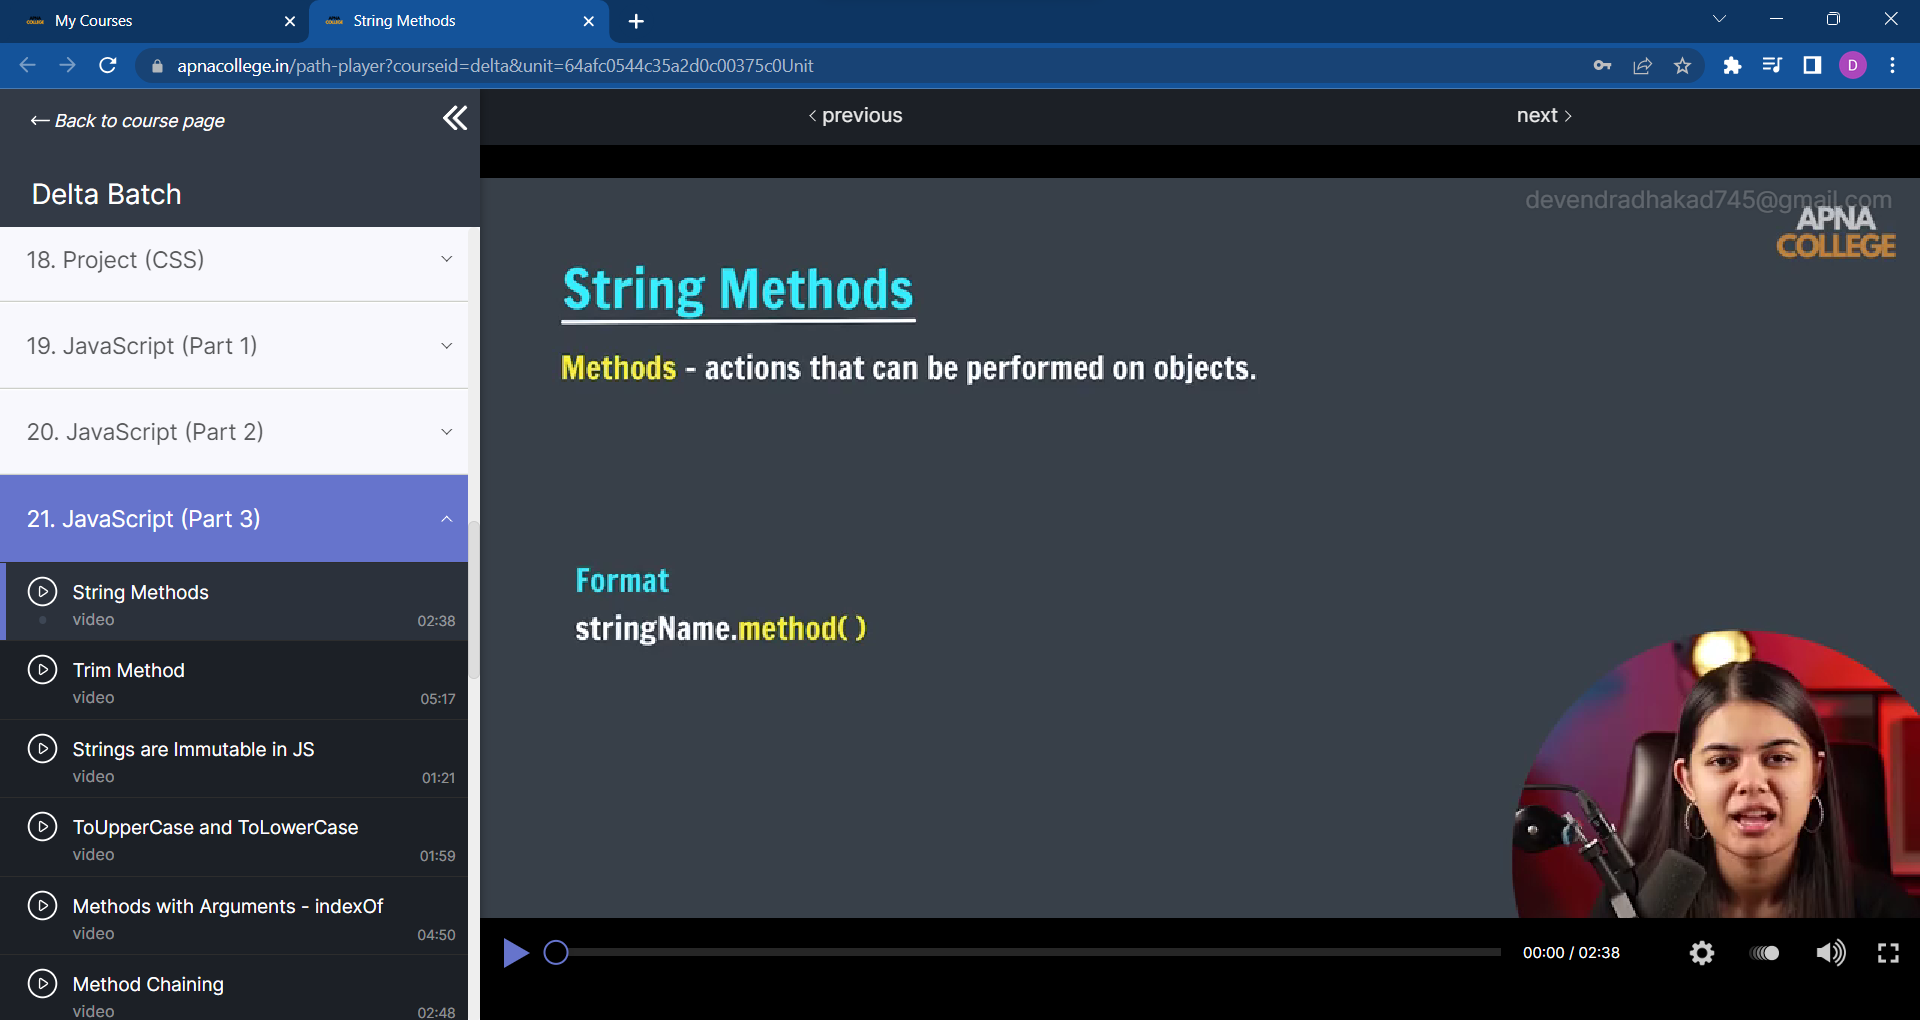 My Courses
String Methods
apnacollege.in/path-player?courseid=delta&unit=64afc0544c35a2d0c00375c0Unit
D
← Back to course page
‹ previous
next ›
Delta Batch
18. Project (CSS)
19. JavaScript (Part 1)
20. JavaScript (Part 2)
21. JavaScript (Part 3)
String Methods
video
02:38
Trim Method
video
05:17
Strings are Immutable in JS
video
01:21
ToUpperCase and ToLowerCase
video
01:59
Methods with Arguments - indexOf
video
04:50
Method Chaining
video
02:48
devendradhakad745@gmail.com
APNA
COLLEGE
String Methods
Methods - actions that can be performed on objects.
Format
stringName.method( )
00:00 / 02:38